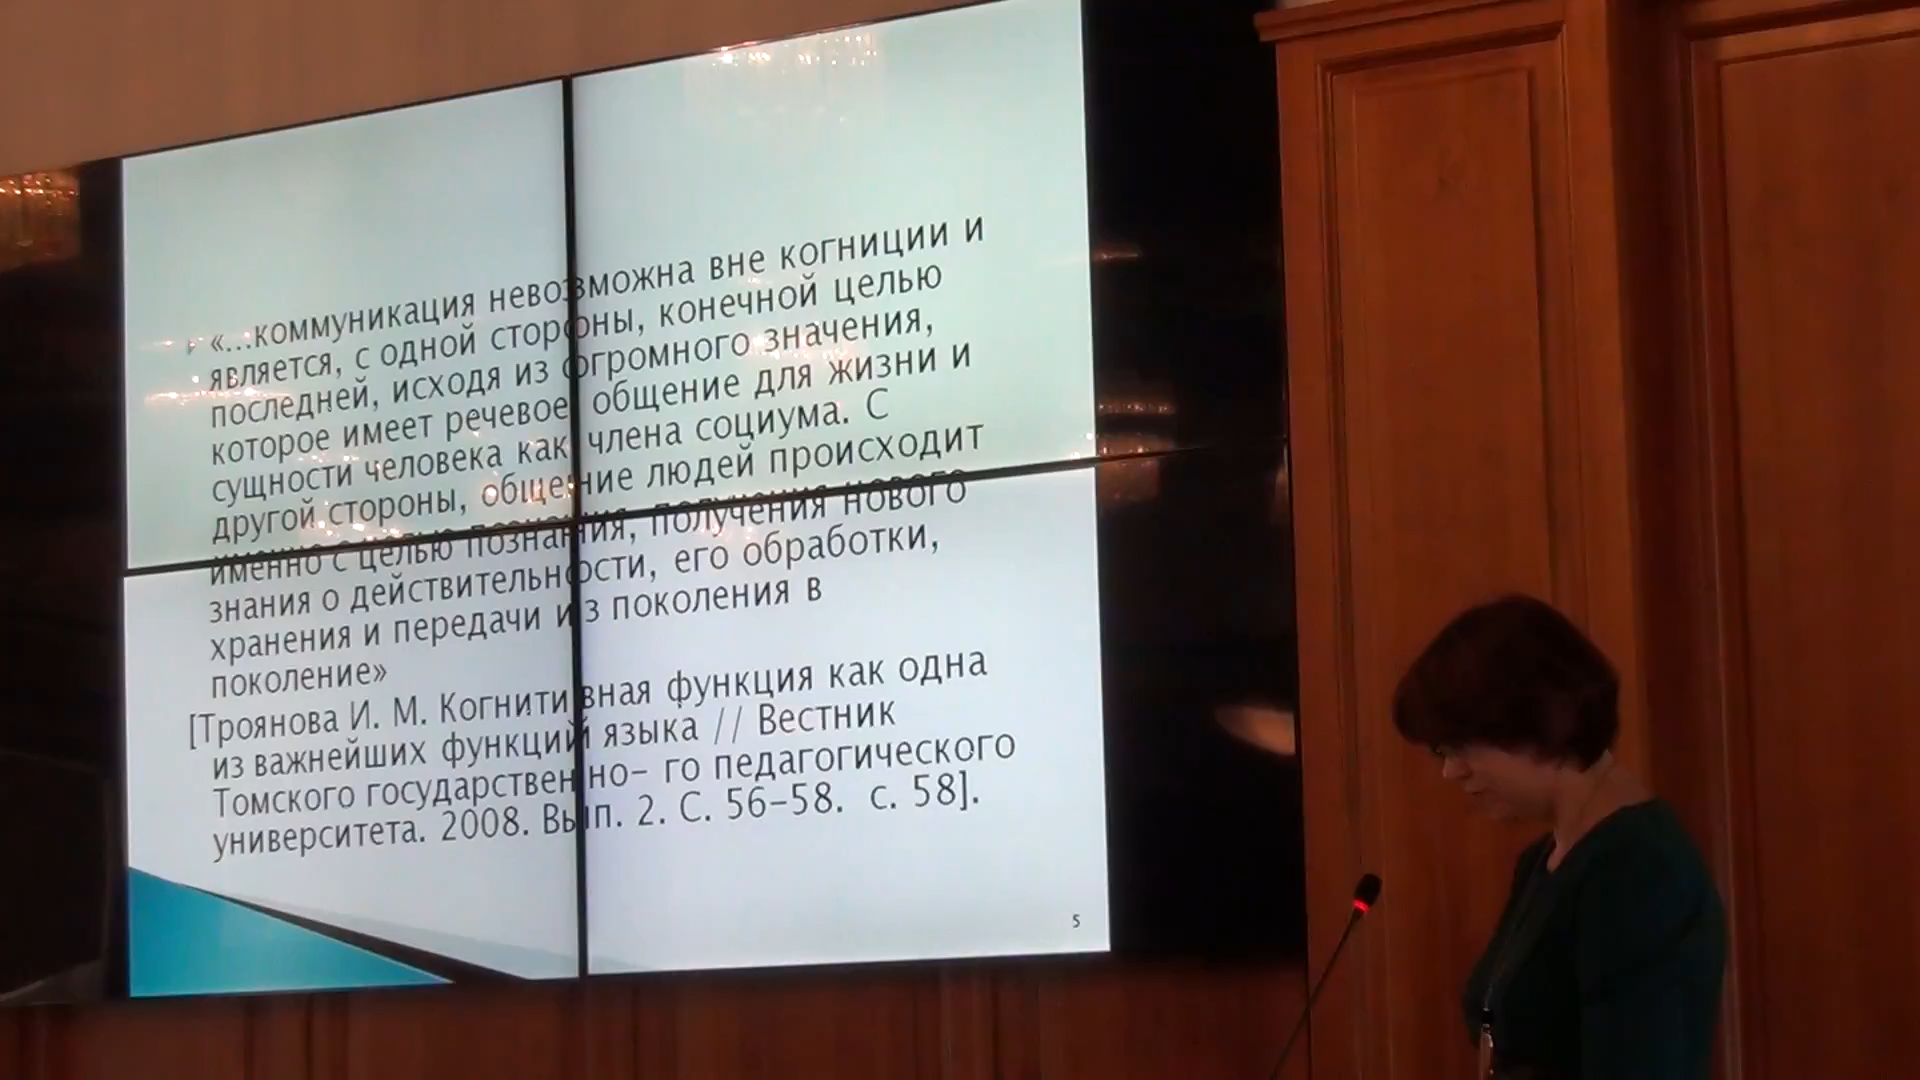 «...коммуникация невозможна вне когниции и
является, с одной стороны, конечной целью
последней, исходя из огромного значения,
которое имеет речевое общение для жизни и
сущности человека как члена социума. С
другой стороны, общение людей происходит
именно с целью познания, получения нового
знания о действительности, его обработки,
хранения и передачи из поколения в
поколение»
[Троянова И. М. Когнитивная функция как одна
из важнейших функций языка // Вестник
Томского государственно- го педагогического
университета. 2008. Вып. 2. С. 56-58. с. 58].
5